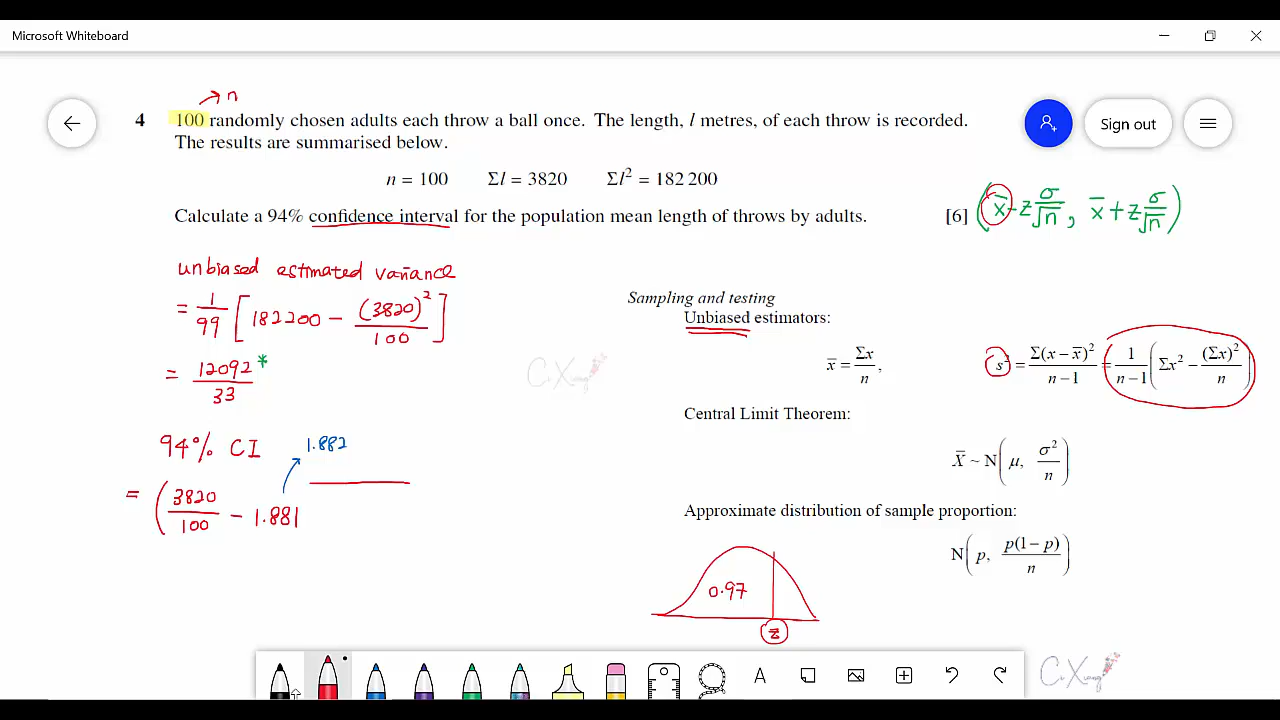 Microsoft Whiteboard
→ n
4 100 randomly chosen adults each throw a ball once. The length, l metres, of each throw is recorded.
The results are summarised below.
n = 100 Σl = 3820 Σl² = 182 200
Calculate a 94% confidence interval for the population mean length of throws by adults. [6]
(x̄ - z σ/√n, x̄ + z σ/√n)
Sign out
unbiased estimated variance
= 1/99 [182200 - (3820)²/100]
= 12092/33 *
94% CI
1.882
= (3820/100 - 1.881
Sampling and testing
Unbiased estimators:
x̄ = Σx/n, s² = Σ(x - x̄)²/(n-1) = 1/(n-1) (Σx² - (Σx)²/n)
Central Limit Theorem:
X̄ ~ N(μ, σ²/n)
Approximate distribution of sample proportion:
N(p, p(1-p)/n)
0.97
z
A